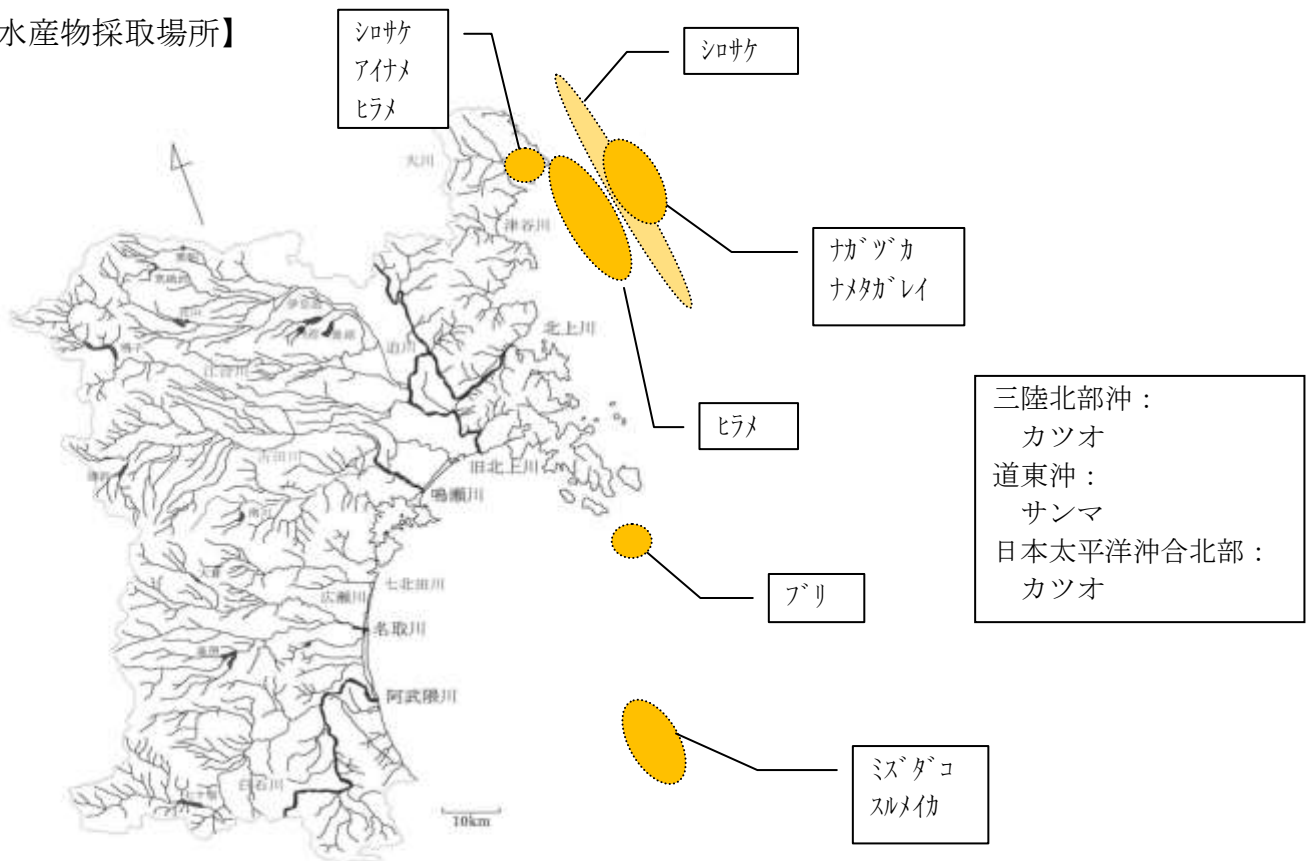 水産物採取場所】
シロサケ
アイナメ
ヒラメ
シロサケ
大川
津谷川
ナガヅカ
ナメタガレイ
北上川
迫川
江合川
ヒラメ
三陸北部沖：
カツオ
道東沖：
サンマ
日本太平洋沖合北部：
カツオ
吉田川
旧北上川
鳴瀬川
七北田川
広瀬川
ブリ
名取川
阿武隈川
ミズダコ
スルメイカ
白石川
10km